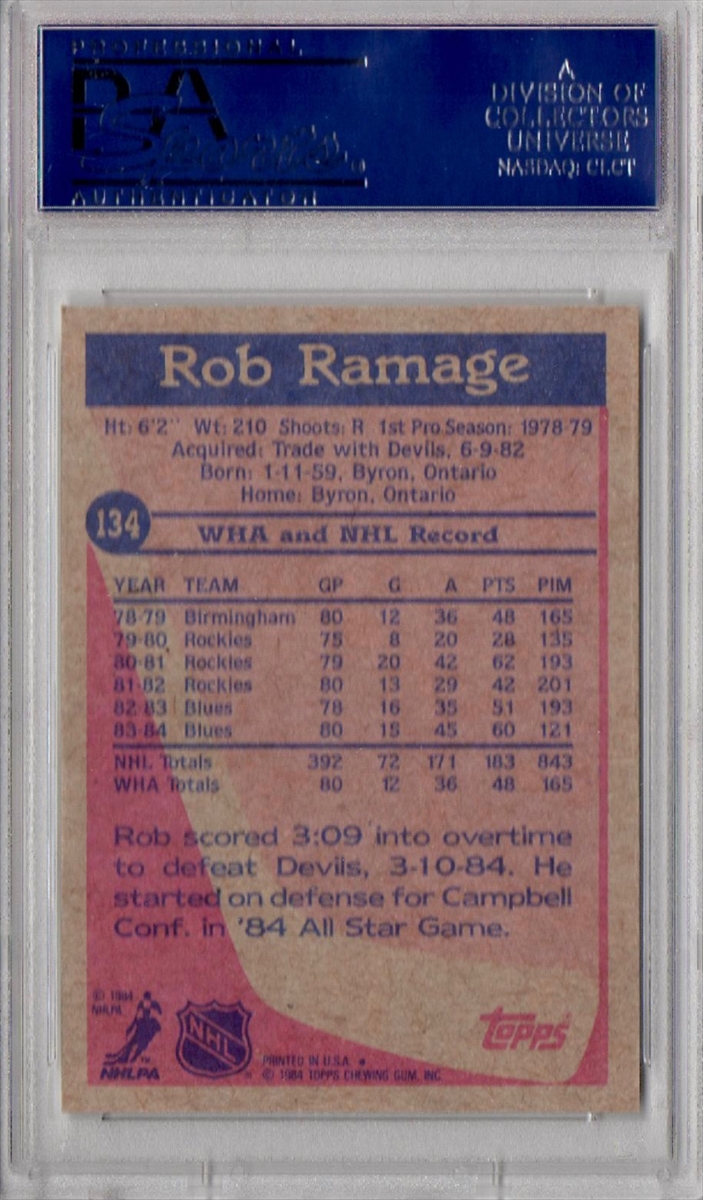 PROFESSIONAL
PSA
Sports
AUTHENTICATOR
A
DIVISION OF
COLLECTORS
UNIVERSE
NASDAQ: CLCT
Rob Ramage
Ht: 6'2" Wt: 210 Shoots: R 1st Pro Season: 1978-79
Acquired: Trade with Devils, 6-9-82
Born: 1-11-59, Byron, Ontario
Home: Byron, Ontario
134
WHA and NHL Record
YEAR TEAM GP G A PTS PIM
78-79 Birmingham 80 12 36 48 165
79-80 Rockies 75 8 20 28 135
80-81 Rockies 79 20 42 62 193
81-82 Rockies 80 13 29 42 201
82-83 Blues 78 16 35 51 193
83-84 Blues 80 15 45 60 121
NHL Totals 392 72 171 183 843
WHA Totals 80 12 36 48 165
Rob scored 3:09 into overtime
to defeat Devils, 3-10-84. He
started on defense for Campbell
Conf. in '84 All Star Game.
© 1984
NHLPA
NHLPA
NHL
topps
PRINTED IN U.S.A.
© 1984 TOPPS CHEWING GUM, INC.